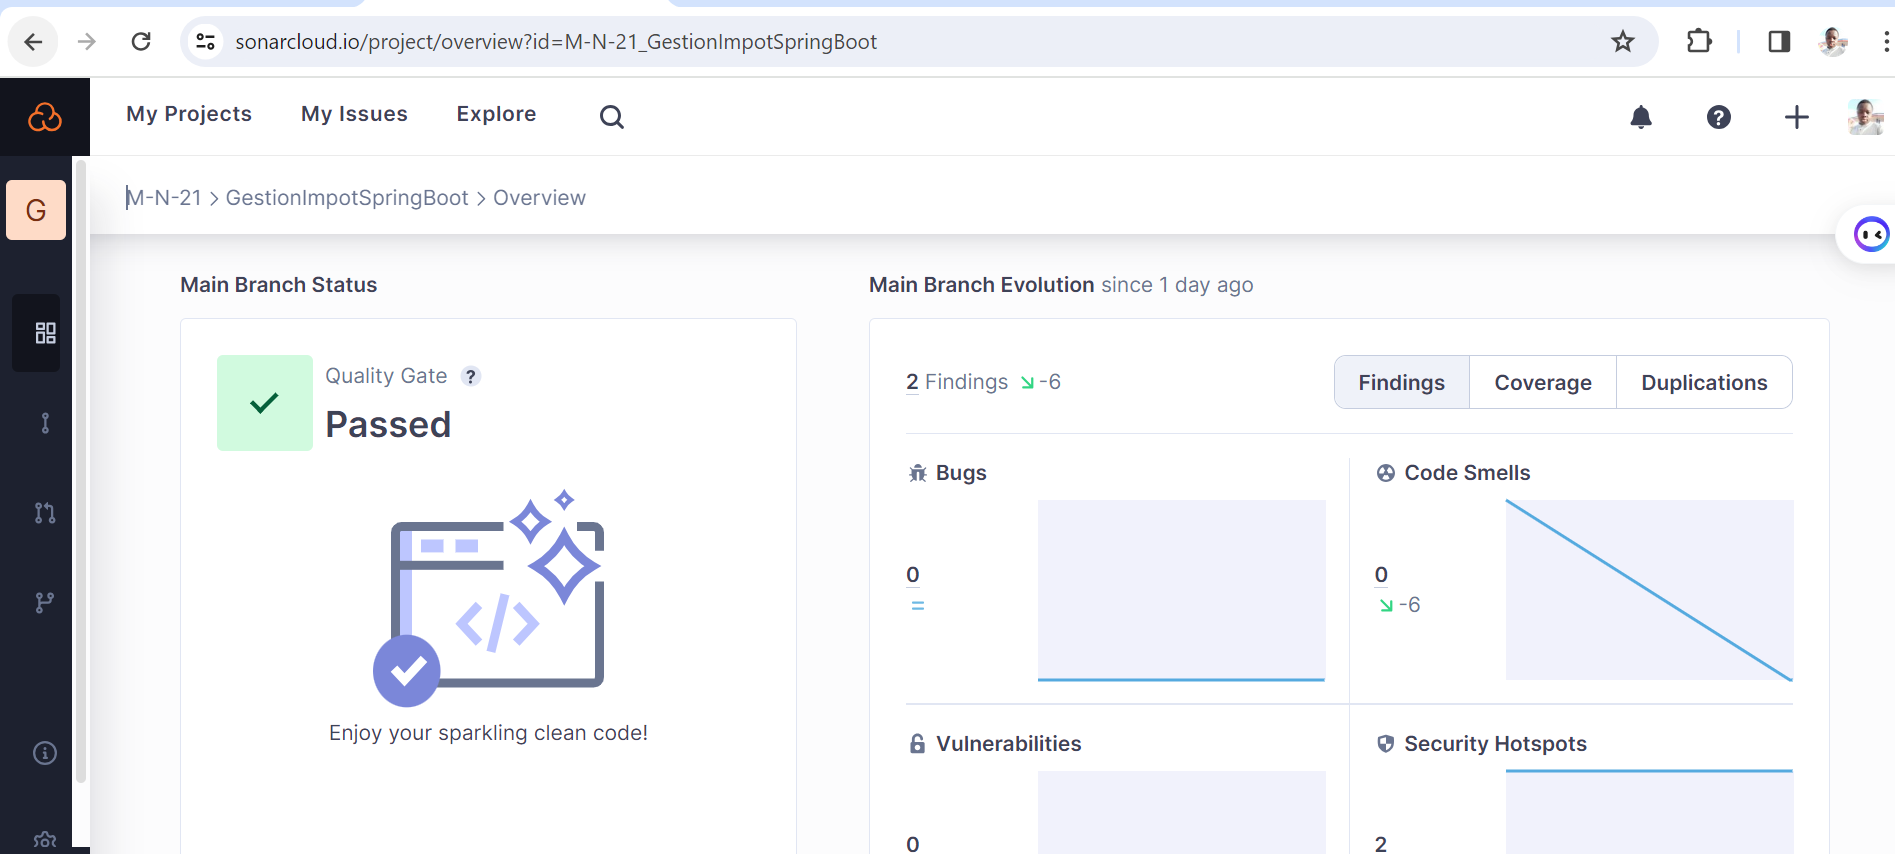 sonarcloud.io/project/overview?id=M-N-21_GestionImpotSpringBoot
My Projects My Issues Explore
G
M-N-21 > GestionImpotSpringBoot > Overview
Main Branch Status
Main Branch Evolution since 1 day ago
Quality Gate ?
Passed
</>
Enjoy your sparkling clean code!
2 Findings -6
Findings Coverage Duplications
Bugs
0
=
Code Smells
0
-6
Vulnerabilities
0
Security Hotspots
2